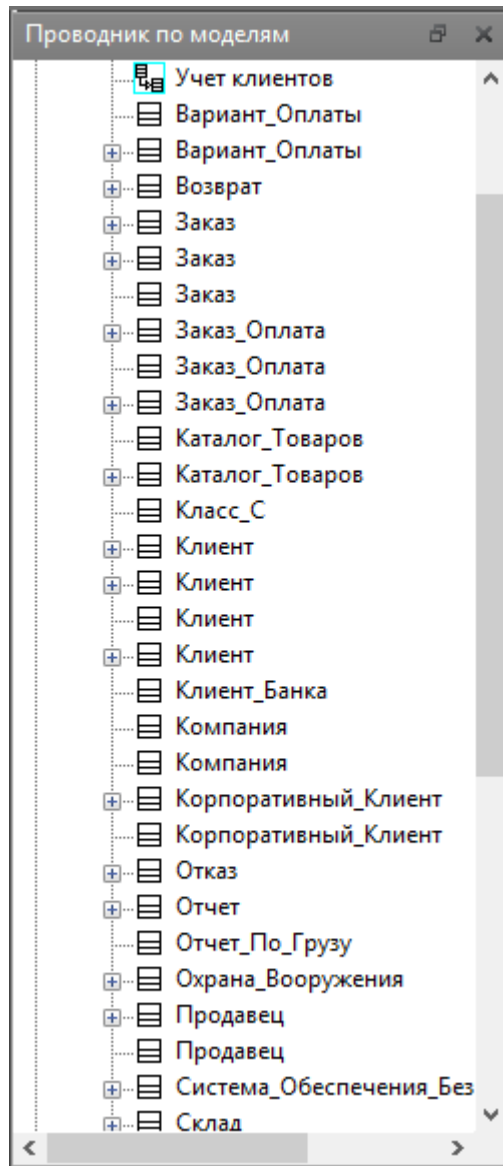 Проводник по моделям
Учет клиентов
Вариант_Оплаты
Вариант_Оплаты
Возврат
Заказ
Заказ
Заказ
Заказ_Оплата
Заказ_Оплата
Заказ_Оплата
Каталог_Товаров
Каталог_Товаров
Класс_С
Клиент
Клиент
Клиент
Клиент
Клиент_Банка
Компания
Компания
Корпоративный_Клиент
Корпоративный_Клиент
Отказ
Отчет
Отчет_По_Грузу
Охрана_Вооружения
Продавец
Продавец
Система_Обеспечения_Без
Склад